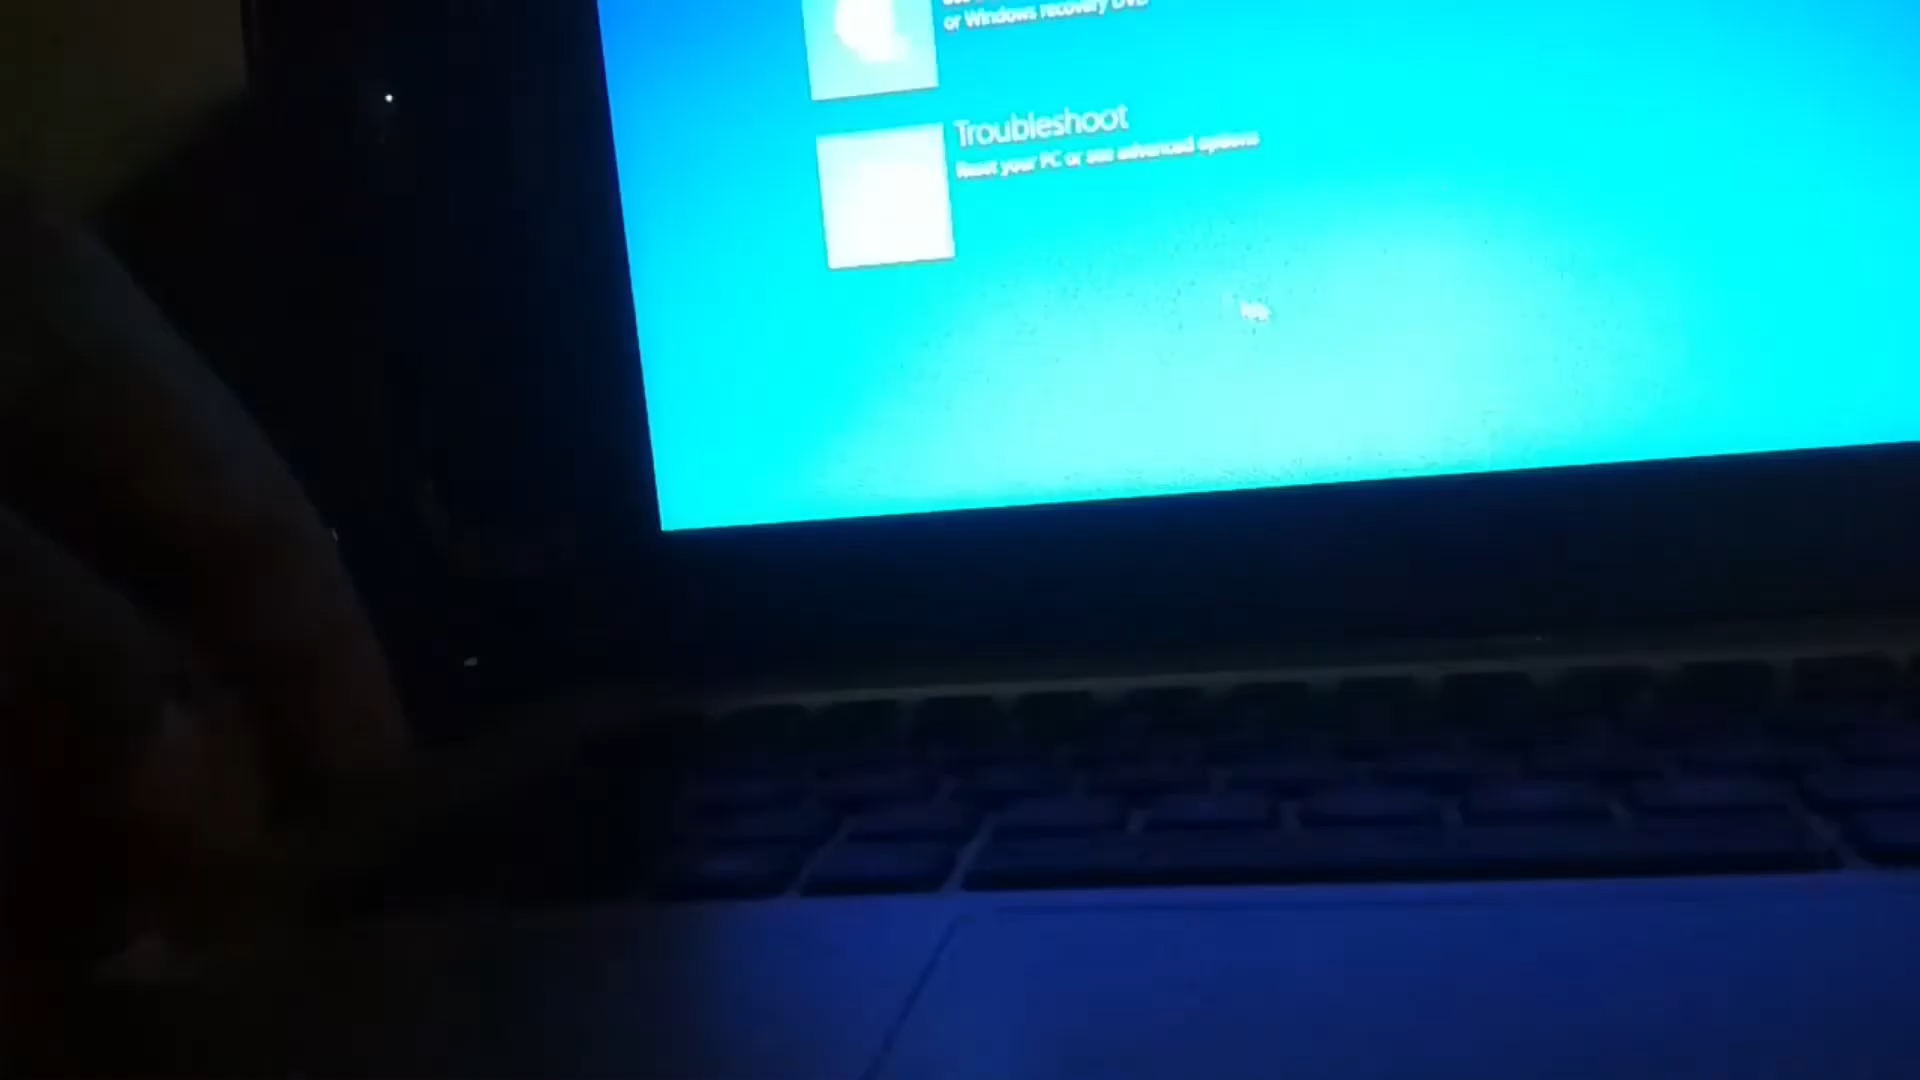 or Windows recovery DVD
Troubleshoot
Reset your PC or see advanced options